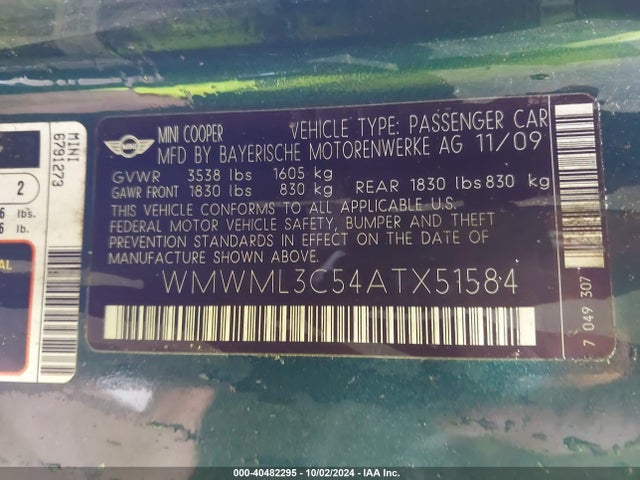 MINI COOPER VEHICLE TYPE: PASSENGER CAR
MFD BY BAYERISCHE MOTORENWERKE AG 11/09
GVWR 3538 lbs 1605 kg
GAWR FRONT 1830 lbs 830 kg REAR 1830 lbs 830 kg
THIS VEHICLE CONFORMS TO ALL APPLICABLE U.S.
FEDERAL MOTOR VEHICLE SAFETY, BUMPER AND THEFT
PREVENTION STANDARDS IN EFFECT ON THE DATE OF
MANUFACTURE SHOWN ABOVE.
WMWML3C54ATX51584
7 049 307
MINI
6791273
2
lbs.
lb.
000-40482295 - 10/02/2024 - IAA Inc.